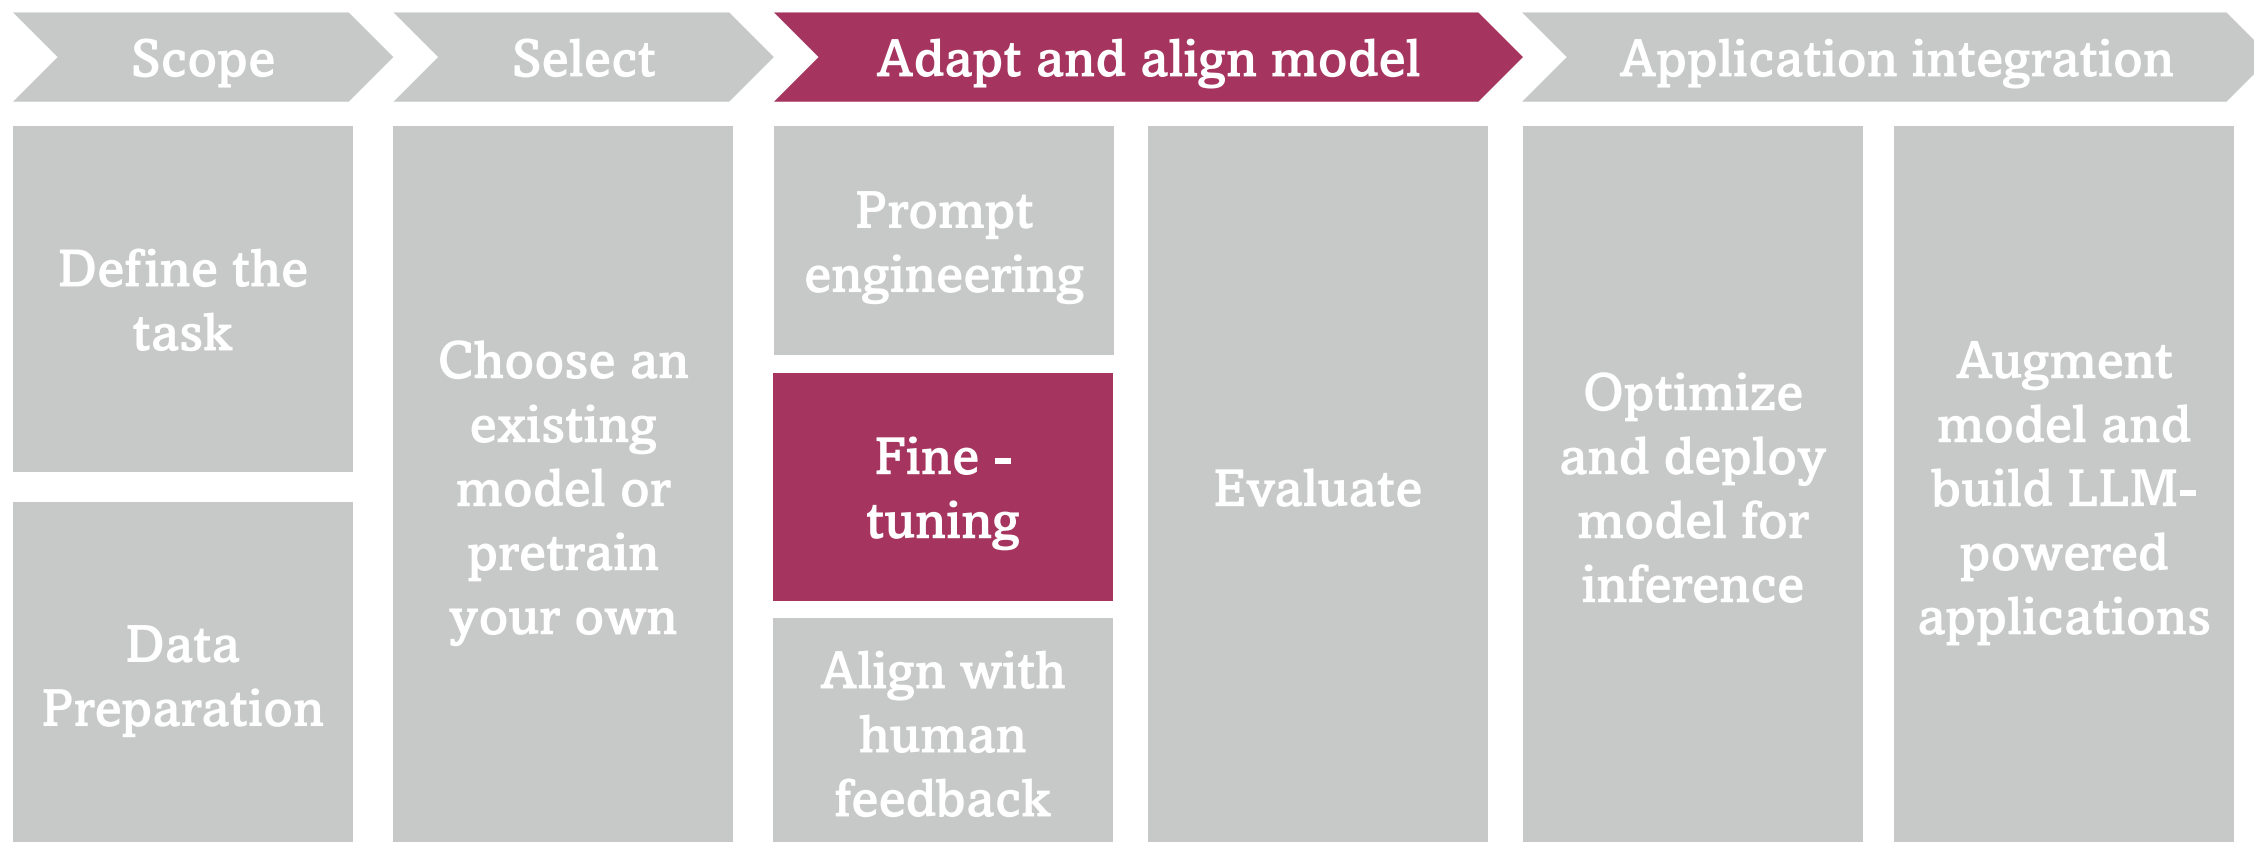 Scope
Select
Adapt and align model
Application integration
Define the
task
Data
Preparation
Choose an
existing
model or
pretrain
your own
Prompt
engineering
Fine -
tuning
Align with
human
feedback
Evaluate
Optimize
and deploy
model for
inference
Augment
model and
build LLM-
powered
applications